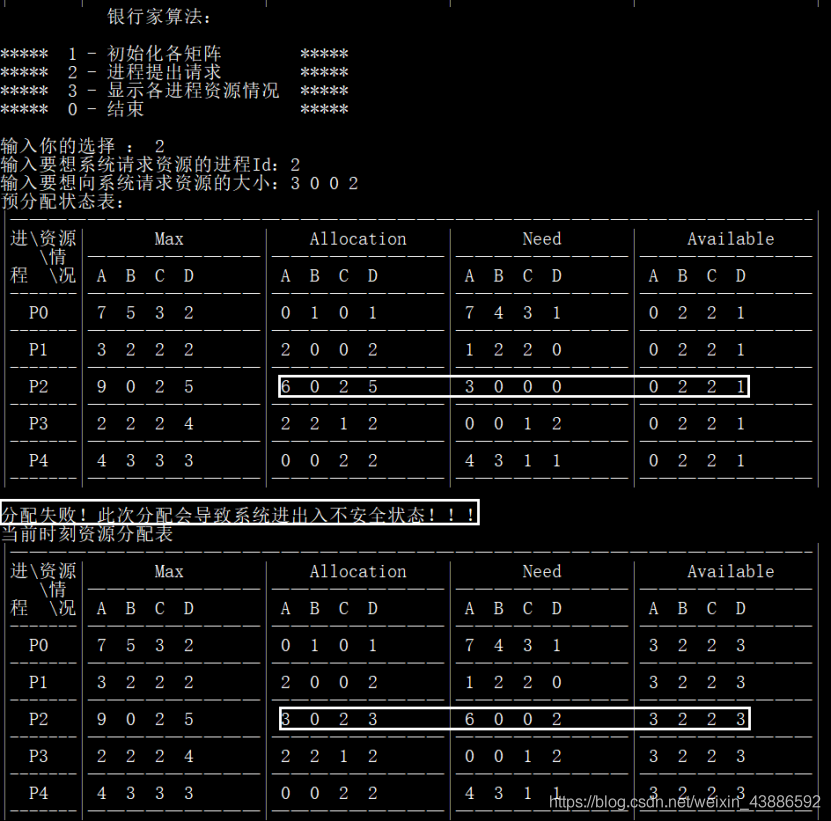 银行家算法:
***** 1 - 初始化各矩阵 *****
***** 2 - 进程提出请求 *****
***** 3 - 显示各进程资源情况 *****
***** 0 - 结束 *****
输入你的选择 : 2
输入要想系统请求资源的进程Id: 2
输入要想向系统请求资源的大小: 3 0 0 2
预分配状态表:
进\资源 Max Allocation Need Available
\情
程 \况 A B C D A B C D A B C D A B C D
P0 7 5 3 2 0 1 0 1 7 4 3 1 0 2 2 1
P1 3 2 2 2 2 0 0 2 1 2 2 0 0 2 2 1
P2 9 0 2 5 6 0 2 5 3 0 0 0 0 2 2 1
P3 2 2 2 4 2 2 1 2 0 0 1 2 0 2 2 1
P4 4 3 3 3 0 0 2 2 4 3 1 1 0 2 2 1
分配失败! 此次分配会导致系统进出入不安全状态! ! !
当前时刻资源分配表
进\资源 Max Allocation Need Available
\情
程 \况 A B C D A B C D A B C D A B C D
P0 7 5 3 2 0 1 0 1 7 4 3 1 3 2 2 3
P1 3 2 2 2 2 0 0 2 1 2 2 0 3 2 2 3
P2 9 0 2 5 3 0 2 3 6 0 0 2 3 2 2 3
P3 2 2 2 4 2 2 1 2 0 0 1 2 3 2 2 3
P4 4 3 3 3 0 0 2 2 4 3 1 1 3 2 2 3
https://blog.csdn.net/weixin_43886592